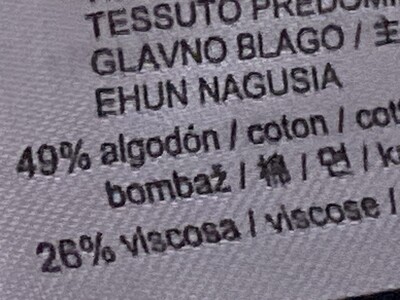 TESSUTO PREDOMI
GLAVNO BLAGO / 主
EHUN NAGUSIA
49% algodón / coton / cot
bombaž / 棉 / 면 / k
26% viscosa / viscose /